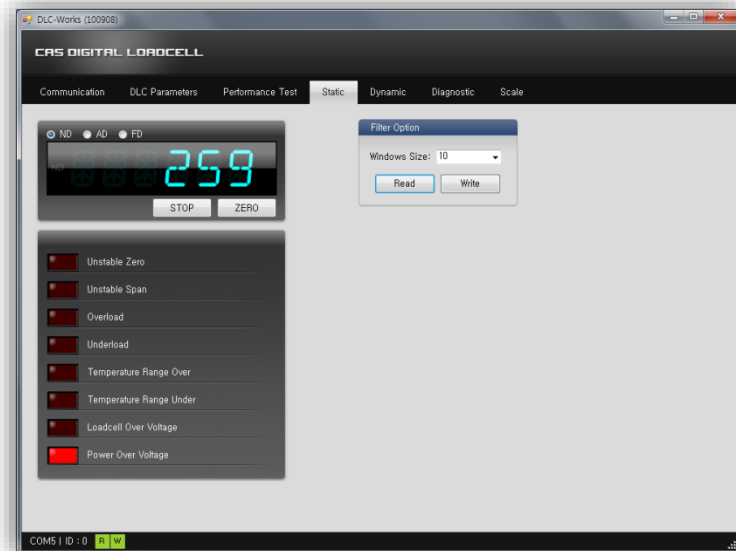 DLC-Works (100908)
CAS DIGITAL LOADCELL
Communication DLC Parameters Performance Test Static Dynamic Diagnostic Scale
ND AD FD
ND 259
STOP ZERO
Filter Option
Windows Size: 10
Read Write
Unstable Zero
Unstable Span
Overload
Underload
Temperature Range Over
Temperature Range Under
Loadcell Over Voltage
Power Over Voltage
COM5 | ID : 0 R W